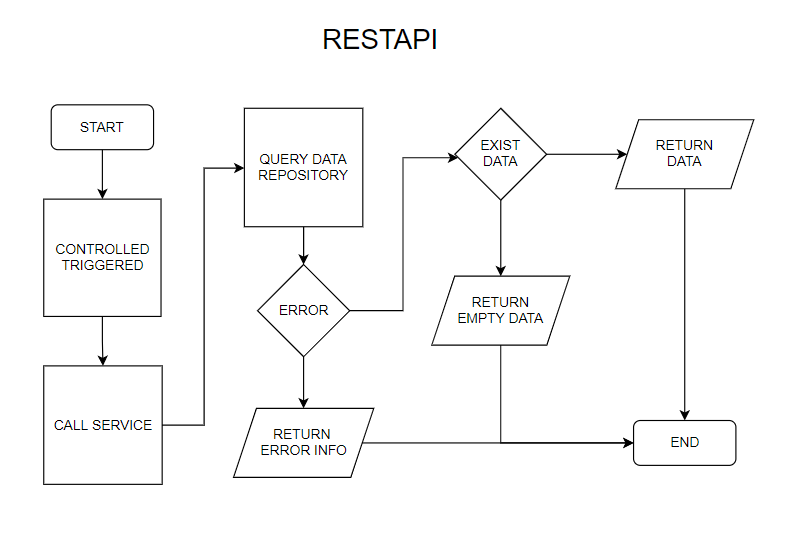 RESTAPI
START
CONTROLLED
TRIGGERED
CALL SERVICE
QUERY DATA
REPOSITORY
ERROR
RETURN
ERROR INFO
EXIST
DATA
RETURN
EMPTY DATA
RETURN
DATA
END